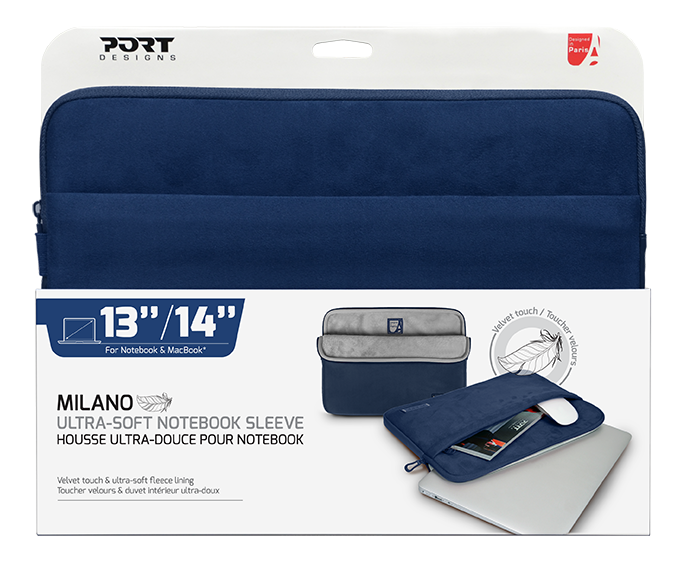 PORT
DESIGNS
Designed
in
Paris
13’’/14’’
For Notebook & MacBook*
Velvet touch / Toucher velours
MILANO
ULTRA-SOFT NOTEBOOK SLEEVE
HOUSSE ULTRA-DOUCE POUR NOTEBOOK
Velvet touch & ultra-soft fleece lining
Toucher velours & duvet intérieur ultra-doux